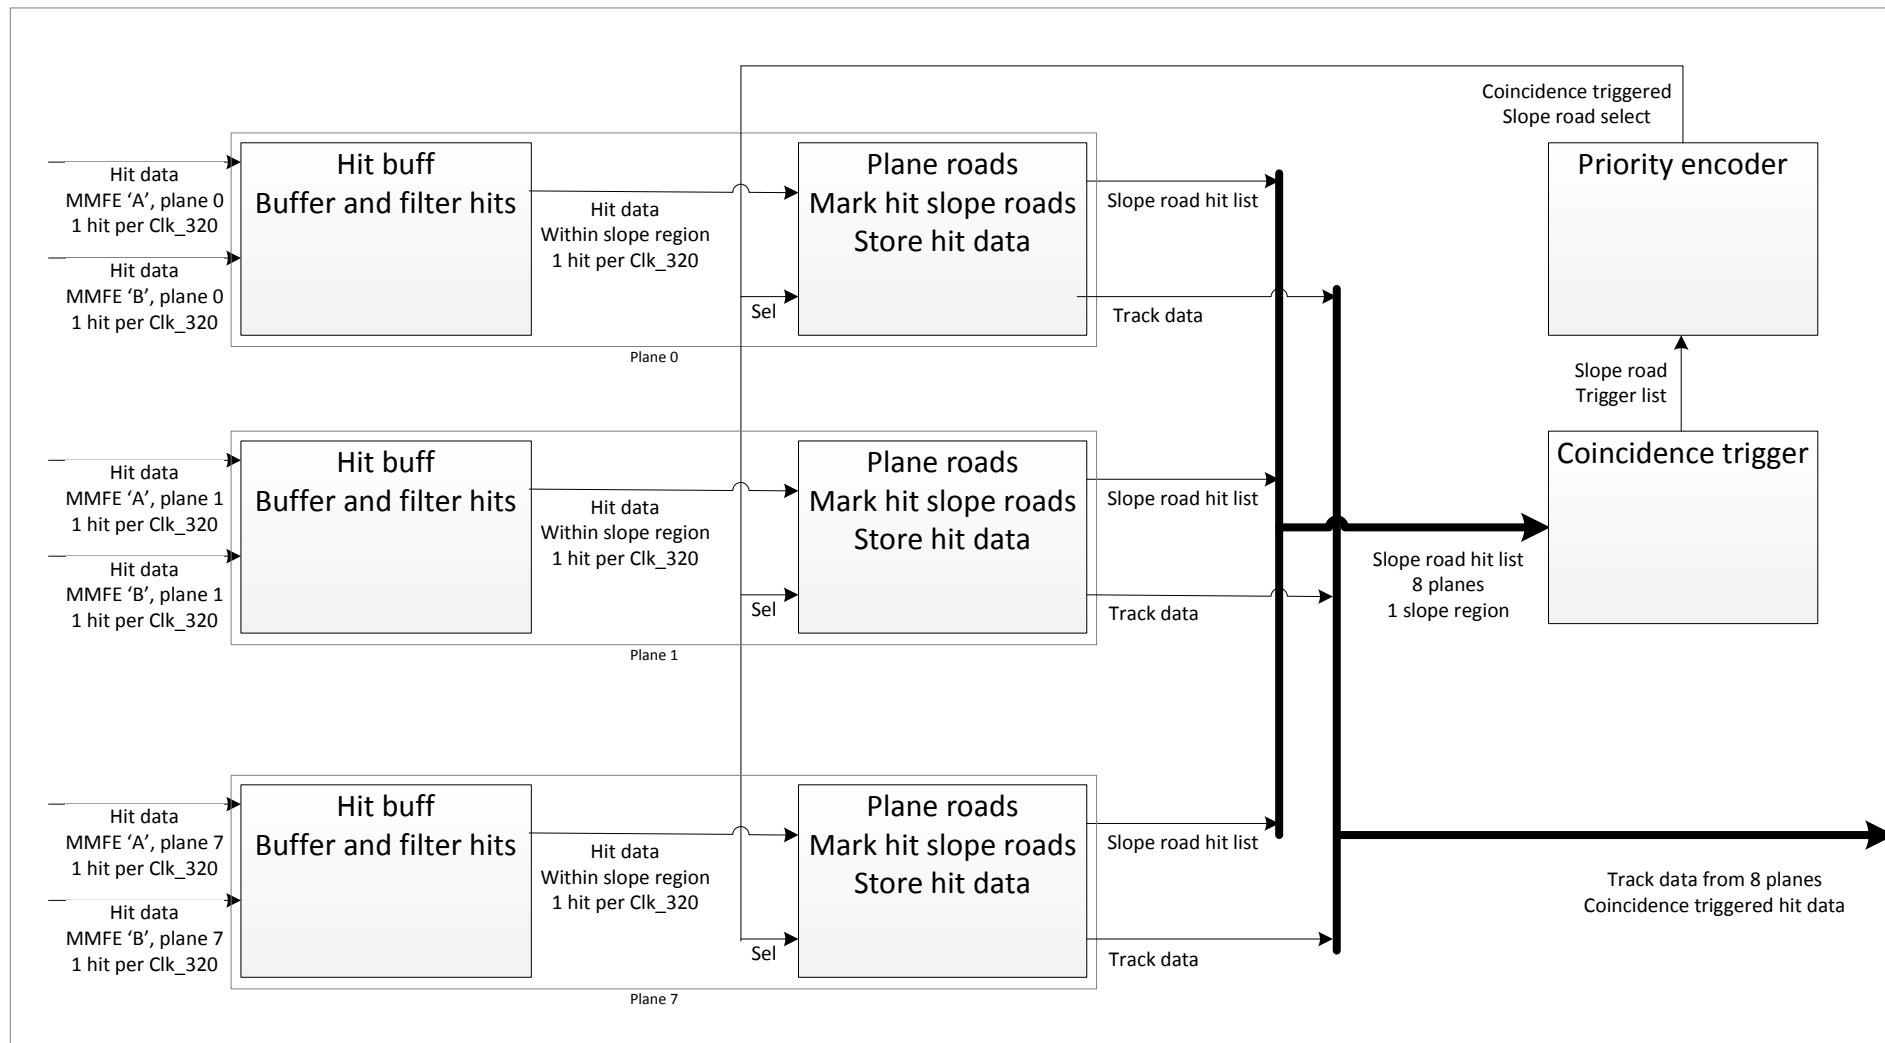 Coincidence triggered
Slope road select
Hit data
MMFE ‘A’, plane 0
1 hit per Clk_320
Hit data
MMFE ‘B’, plane 0
1 hit per Clk_320
Hit buff
Buffer and filter hits
Hit data
Within slope region
1 hit per Clk_320
Sel
Plane roads
Mark hit slope roads
Store hit data
Slope road hit list
Track data
Plane 0
Priority encoder
Slope road
Trigger list
Hit data
MMFE ‘A’, plane 1
1 hit per Clk_320
Hit data
MMFE ‘B’, plane 1
1 hit per Clk_320
Hit buff
Buffer and filter hits
Hit data
Within slope region
1 hit per Clk_320
Sel
Plane roads
Mark hit slope roads
Store hit data
Slope road hit list
Track data
Plane 1
Coincidence trigger
Slope road hit list
8 planes
1 slope region
Hit data
MMFE ‘A’, plane 7
1 hit per Clk_320
Hit data
MMFE ‘B’, plane 7
1 hit per Clk_320
Hit buff
Buffer and filter hits
Hit data
Within slope region
1 hit per Clk_320
Sel
Plane roads
Mark hit slope roads
Store hit data
Slope road hit list
Track data
Plane 7
Track data from 8 planes
Coincidence triggered hit data